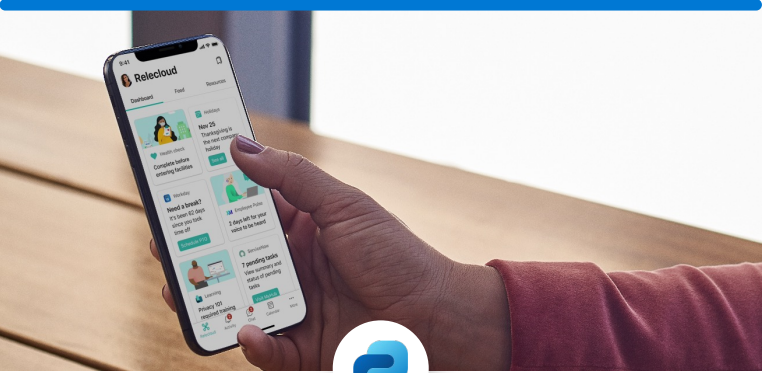 9:41
Relecloud
Dashboard
Feed
Resources
Health check
Complete before
entering facilities
Holidays
Nov 25
Thanksgiving is
the next company
holiday
View all
Workday
Need a break?
It's been 62 days
since you took
time off
Schedule PTO
Employee Pulse
3 days left for your
voice to be heard
ServiceNow
7 pending tasks
View summary and
status of pending
tasks
Learning
Privacy 101
required training
Activity
Chat
Calendar
More